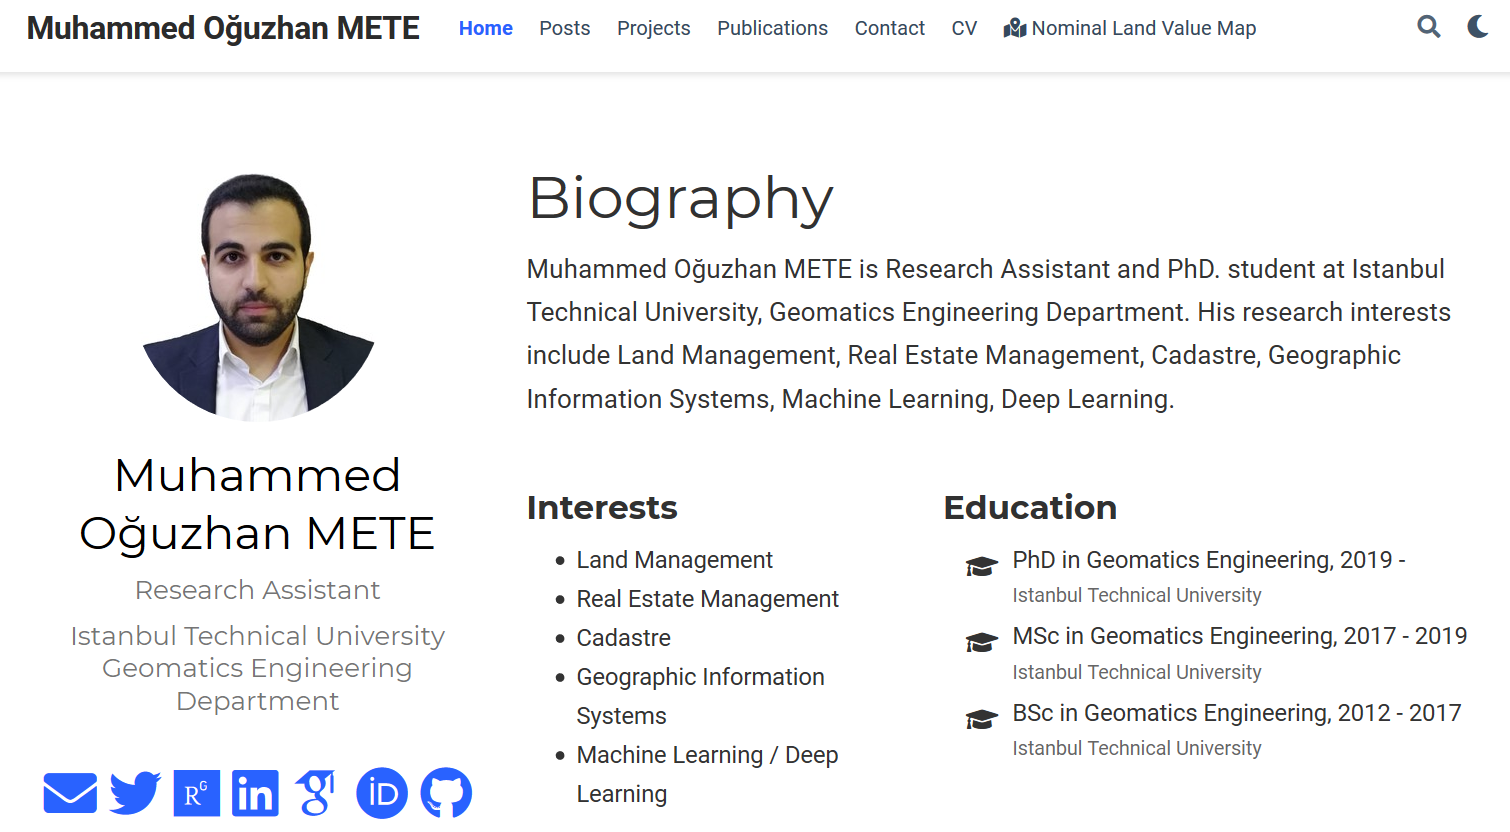 Muhammed Oğuzhan METE
Home Posts Projects Publications Contact CV Nominal Land Value Map
Muhammed
Oğuzhan METE
Research Assistant
Istanbul Technical University
Geomatics Engineering
Department
RG
in
g
iD
Biography
Muhammed Oğuzhan METE is Research Assistant and PhD. student at Istanbul
Technical University, Geomatics Engineering Department. His research interests
include Land Management, Real Estate Management, Cadastre, Geographic
Information Systems, Machine Learning, Deep Learning.
Interests
Land Management
Real Estate Management
Cadastre
Geographic Information
Systems
Machine Learning / Deep
Learning
Education
PhD in Geomatics Engineering, 2019 -
Istanbul Technical University
MSc in Geomatics Engineering, 2017 - 2019
Istanbul Technical University
BSc in Geomatics Engineering, 2012 - 2017
Istanbul Technical University